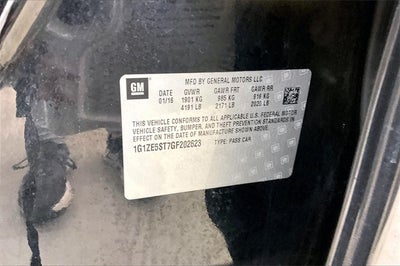 GM
MFD BY GENERAL MOTORS LLC
DATE GVWR GAWR FRT GAWR RR
01/16 1901 KG 985 KG 916 KG
4191 LB 2171 LB 2020 LB
THIS VEHICLE CONFORMS TO ALL APPLICABLE U.S. FEDERAL MOTOR
VEHICLE SAFETY, BUMPER, AND THEFT PREVENTION STANDARDS IN
EFFECT ON THE DATE OF MANUFACTURE SHOWN ABOVE.
1G1ZE5ST7GF202623 TYPE: PASS CAR